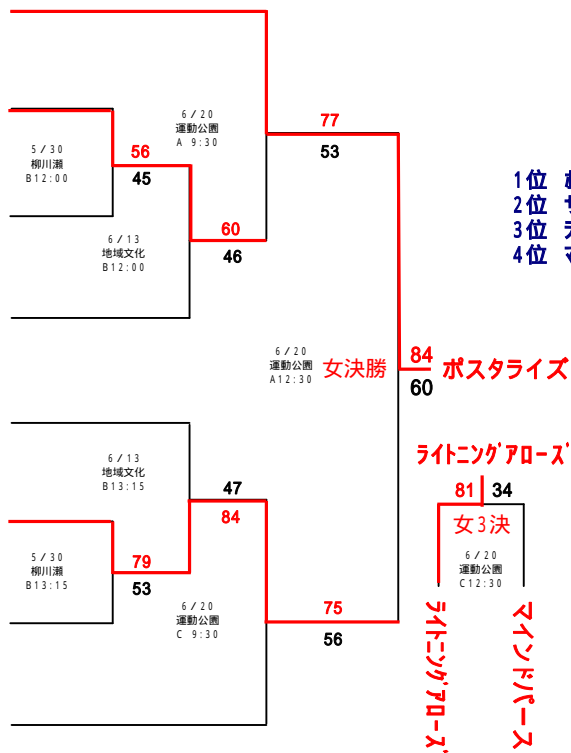 6/20
運動公園
A 9:30
77
53
5/30
柳川瀬
B12:00
56
45
6/13
地域文化
B12:00
60
46
1位
2位
3位
4位
6/20
運動公園
A12:30
女決勝
84
60
ポスタライズ
6/13
地域文化
B13:15
47
84
ライトニングアローズ
81 34
女3決
6/20
運動公園
C12:30
5/30
柳川瀬
B13:15
79
53
6/20
運動公園
C 9:30
75
56
ライトニングアローズ
マインドパース